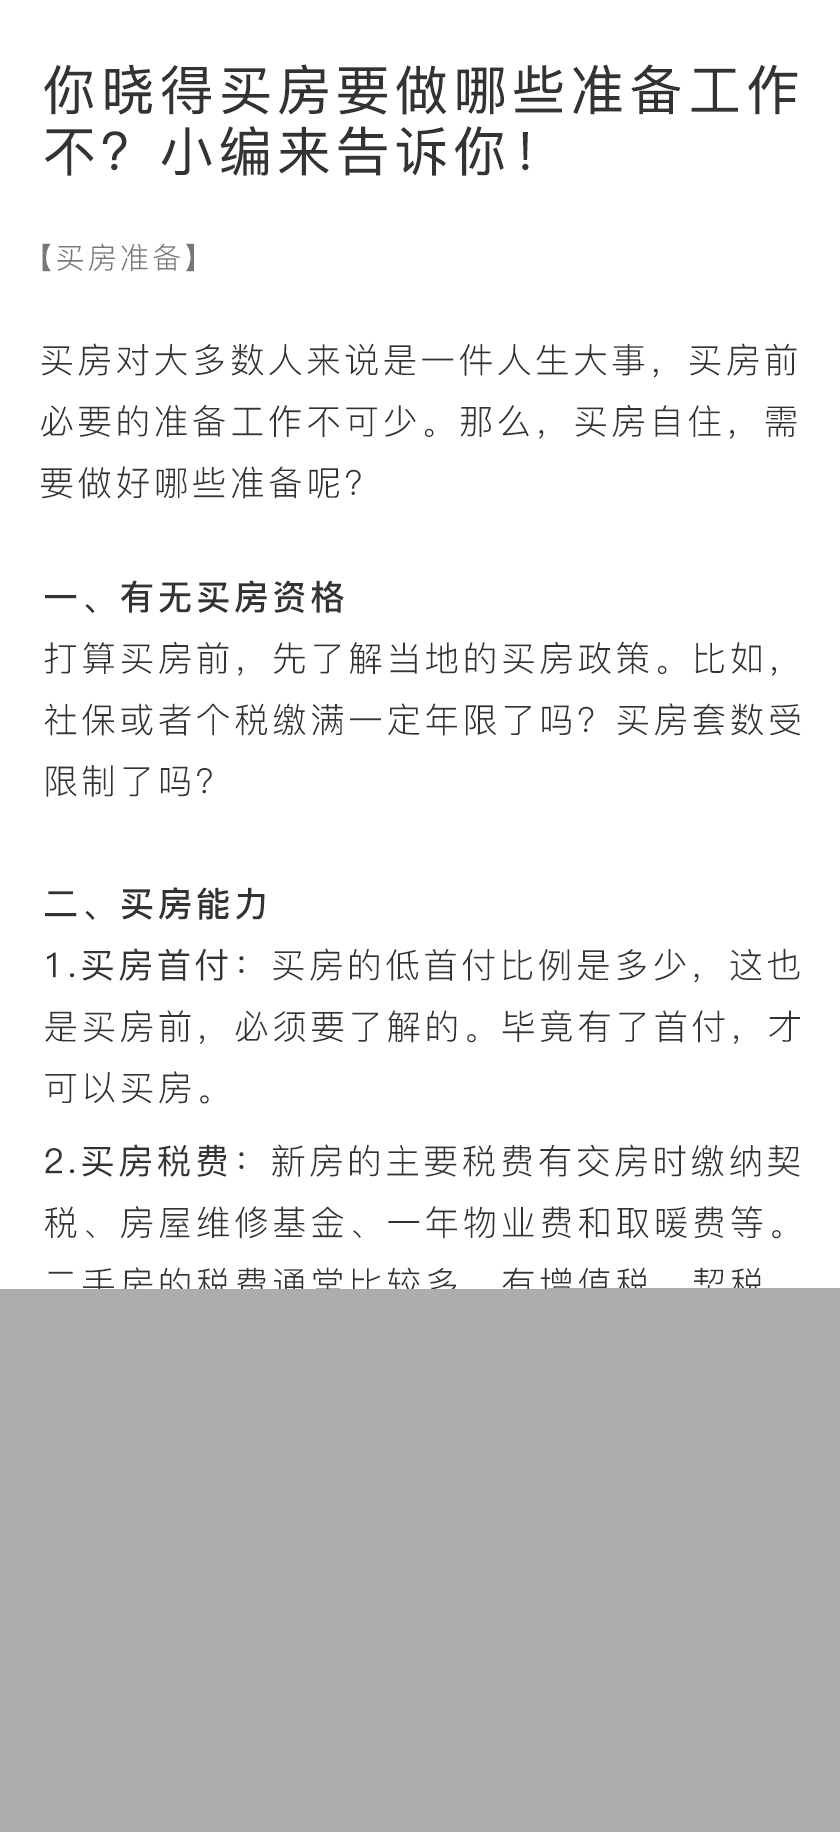 你晓得买房要做哪些准备工作
不？小编来告诉你！
【买房准备】
买房对大多数人来说是一件人生大事，买房前
必要的准备工作不可少。那么，买房自住，需
要做好哪些准备呢？
一、有无买房资格
打算买房前，先了解当地的买房政策。比如，
社保或者个税缴满一定年限了吗？买房套数受
限制了吗？
二、买房能力
1.买房首付：买房的低首付比例是多少，这也
是买房前，必须要了解的。毕竟有了首付，才
可以买房。
2.买房税费：新房的主要税费有交房时缴纳契
税、房屋维修基金、一年物业费和取暖费等。
二手房的税费通常比较多，有增值税、契税、